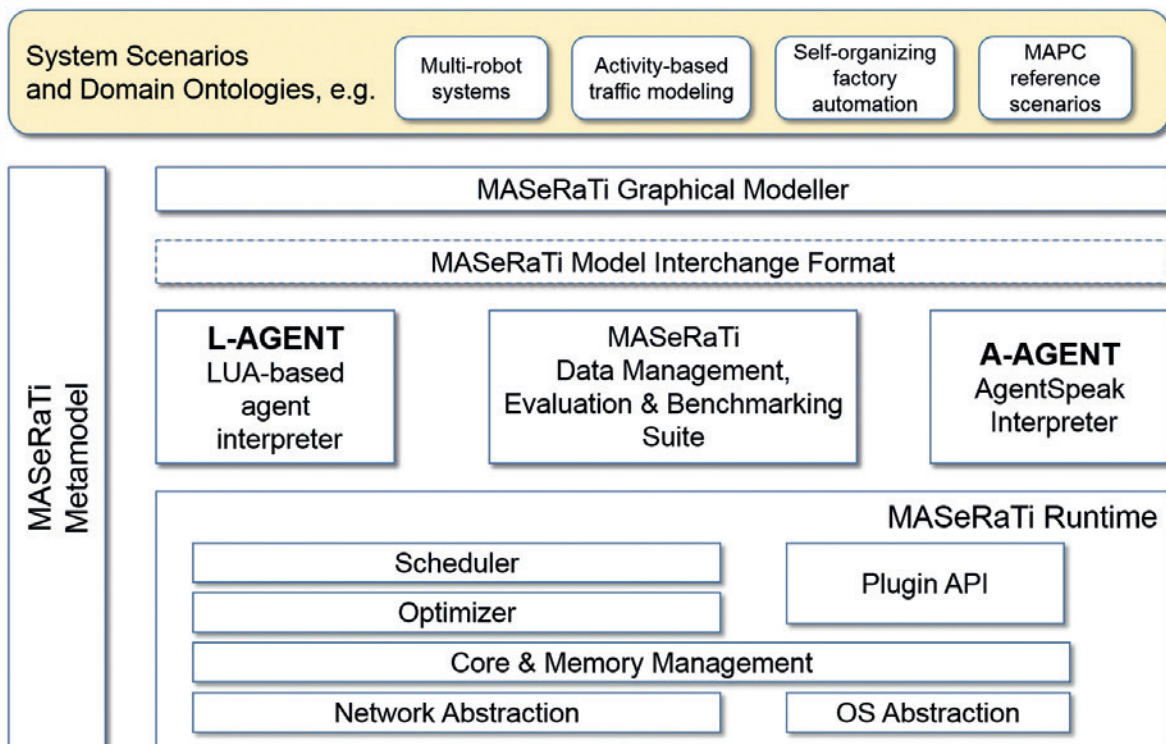 System Scenarios
and Domain Ontologies, e.g.
Multi-robot
systems
Activity-based
traffic modeling
Self-organizing
factory
automation
MAPC
reference
scenarios
MASeRaTi
Metamodel
MASeRaTi Graphical Modeller
MASeRaTi Model Interchange Format
L-AGENT
LUA-based
agent
interpreter
MASeRaTi
Data Management,
Evaluation & Benchmarking
Suite
A-AGENT
AgentSpeak
Interpreter
MASeRaTi Runtime
Scheduler
Optimizer
Plugin API
Core & Memory Management
Network Abstraction
OS Abstraction